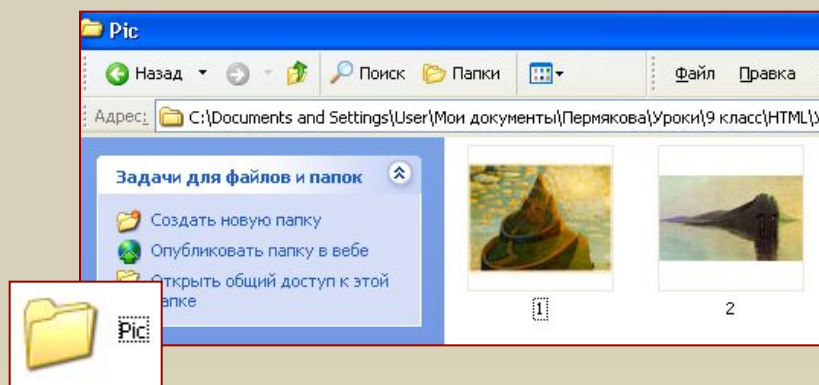 Pic
Назад Поиск Папки Файл Правка
Адрес: C:\Documents and Settings\User\Мои документы\Пермякова\Уроки\9 класс\HTML\
Задачи для файлов и папок
Создать новую папку
Опубликовать папку в вебе
Открыть общий доступ к этой
папке
1 2
Pic